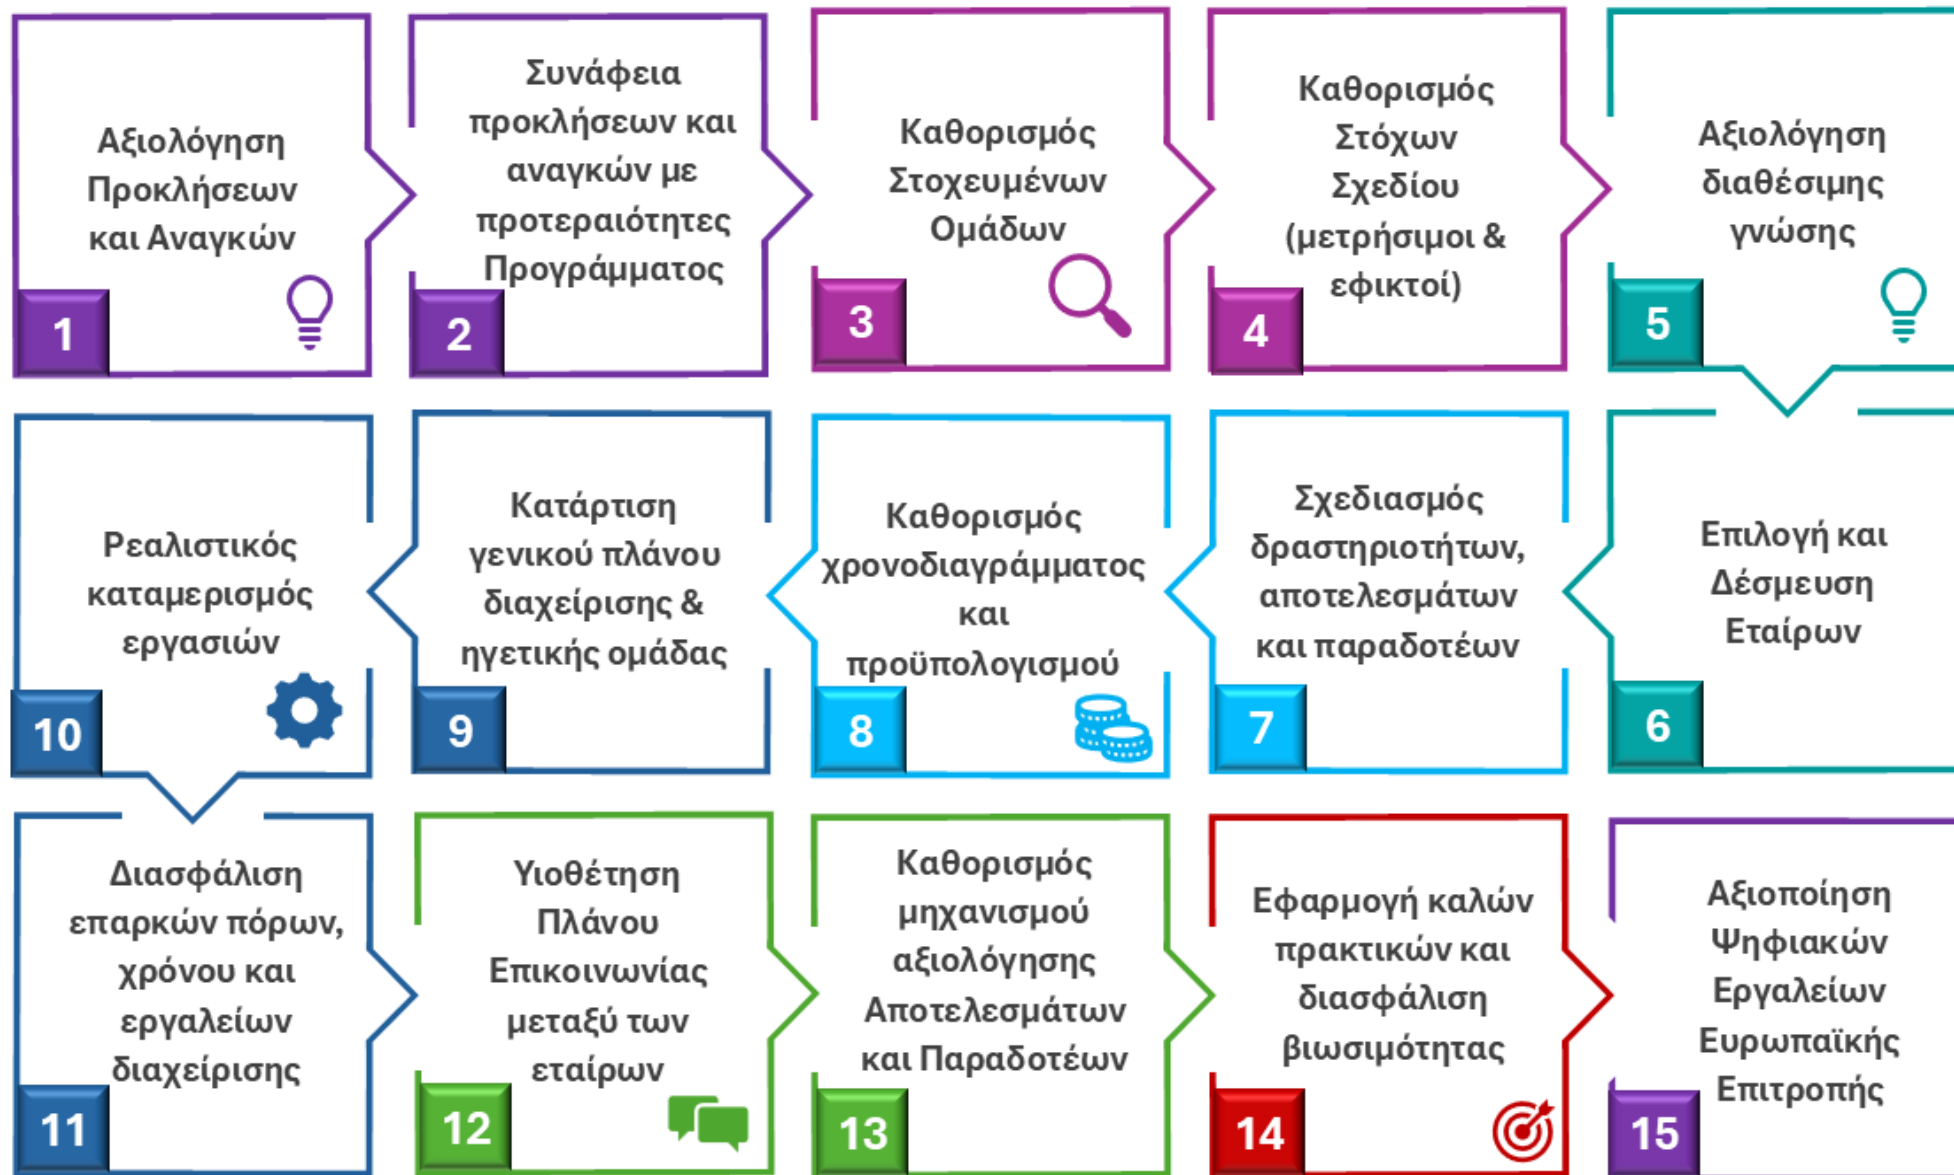 Αξιολόγηση
Προκλήσεων
και Αναγκών
1
Συνάφεια
προκλήσεων και
αναγκών με
προτεραιότητες
Προγράμματος
2
Καθορισμός
Στοχευμένων
Ομάδων
3
Καθορισμός
Στόχων
Σχεδίου
(μετρήσιμοι &
εφικτοί)
4
Αξιολόγηση
διαθέσιμης
γνώσης
5
Επιλογή και
Δέσμευση
Εταίρων
6
Σχεδιασμός
δραστηριοτήτων,
αποτελεσμάτων
και παραδοτέων
7
Καθορισμός
χρονοδιαγράμματος
και
προϋπολογισμού
8
Κατάρτιση
γενικού πλάνου
διαχείρισης &
ηγετικής ομάδας
9
Ρεαλιστικός
καταμερισμός
εργασιών
10
Διασφάλιση
επαρκών πόρων,
χρόνου και
εργαλείων
διαχείρισης
11
Υιοθέτηση
Πλάνου
Επικοινωνίας
μεταξύ των
εταίρων
12
Καθορισμός
μηχανισμού
αξιολόγησης
Αποτελεσμάτων
και Παραδοτέων
13
Εφαρμογή καλών
πρακτικών και
διασφάλιση
βιωσιμότητας
14
Αξιοποίηση
Ψηφιακών
Εργαλείων
Ευρωπαϊκής
Επιτροπής
15